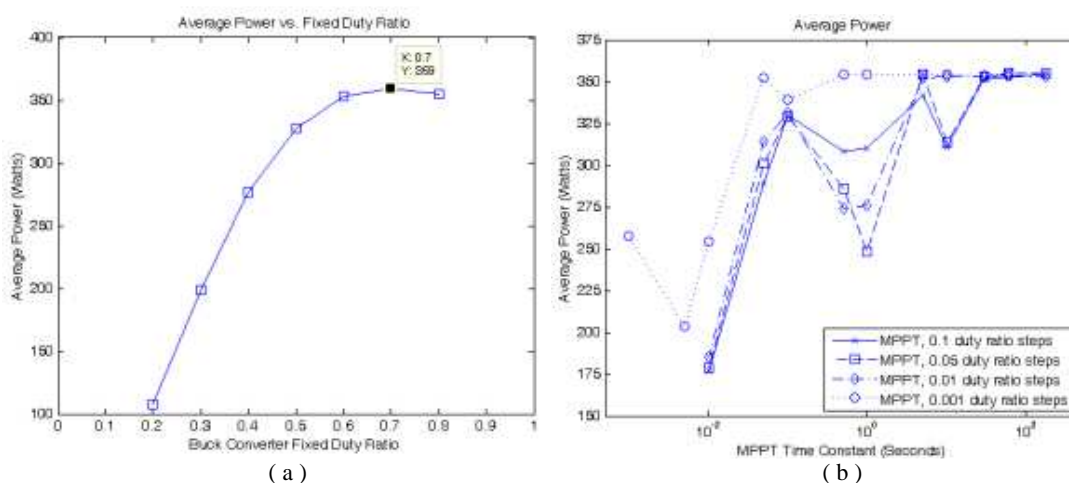 Average Power vs. Fixed Duty Ratio
400
350
300
250
200
150
100
X: 0.7
Y: 359
0
0.1
0.2
0.3
0.4
0.5
0.6
0.7
0.8
0.9
1
Average Power (Watts)
Buck Converter Fixed Duty Ratio
( a )
Average Power
375
350
325
300
275
250
225
200
175
150
Average Power (Watts)
MPPT, 0.1 duty ratio steps
MPPT, 0.05 duty ratio steps
MPPT, 0.01 duty ratio steps
MPPT, 0.001 duty ratio steps
10⁻²
10⁰
10²
MPPT Time Constant (Seconds)
( b )